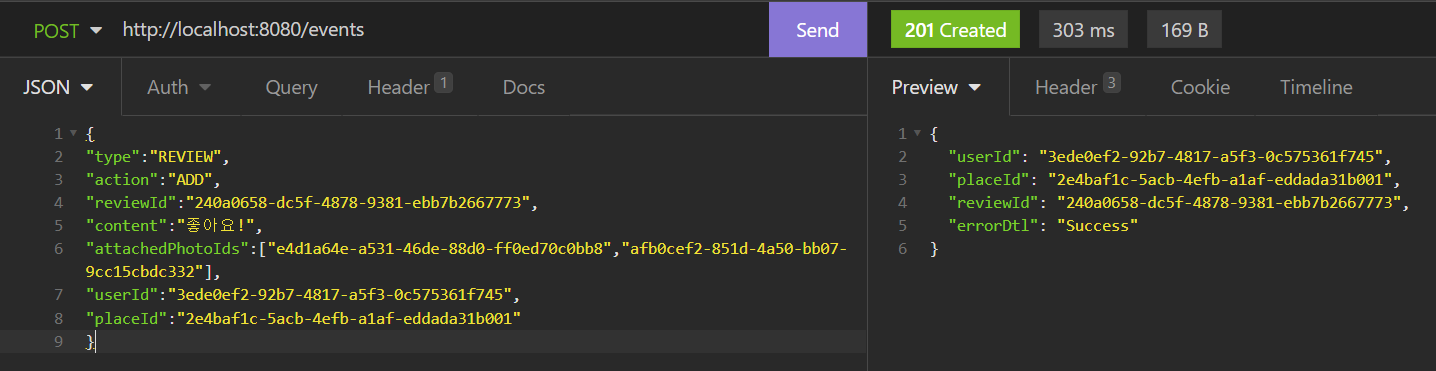 POST http://localhost:8080/events Send 201 Created 303 ms 169 B
JSON Auth Query Header 1 Docs Preview Header 3 Cookie Timeline
1 {
2 "type":"REVIEW",
3 "action":"ADD",
4 "reviewId":"240a0658-dc5f-4878-9381-ebb7b2667773",
5 "content":"좋아요!",
6 "attachedPhotoIds":["e4d1a64e-a531-46de-88d0-ff0ed70c0bb8","afb0cef2-851d-4a50-bb07-
9cc15cbdc332"],
7 "userId":"3ede0ef2-92b7-4817-a5f3-0c575361f745",
8 "placeId":"2e4baf1c-5acb-4efb-a1af-eddada31b001"
9 }
1 {
2 "userId": "3ede0ef2-92b7-4817-a5f3-0c575361f745",
3 "placeId": "2e4baf1c-5acb-4efb-a1af-eddada31b001",
4 "reviewId": "240a0658-dc5f-4878-9381-ebb7b2667773",
5 "errorDtl": "Success"
6 }